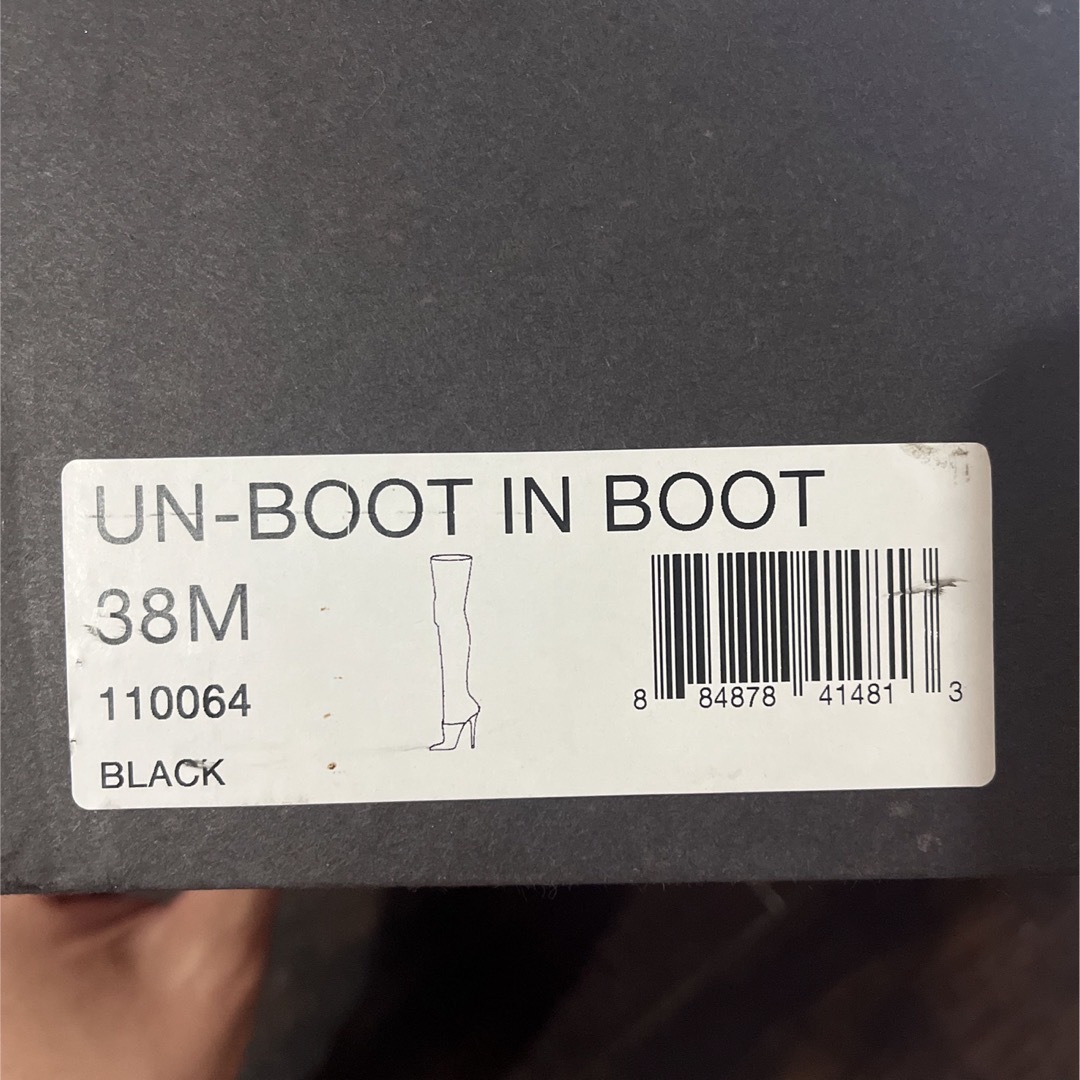 UN-BOOT IN BOOT
38M
110064
BLACK
8 84878 41481 3